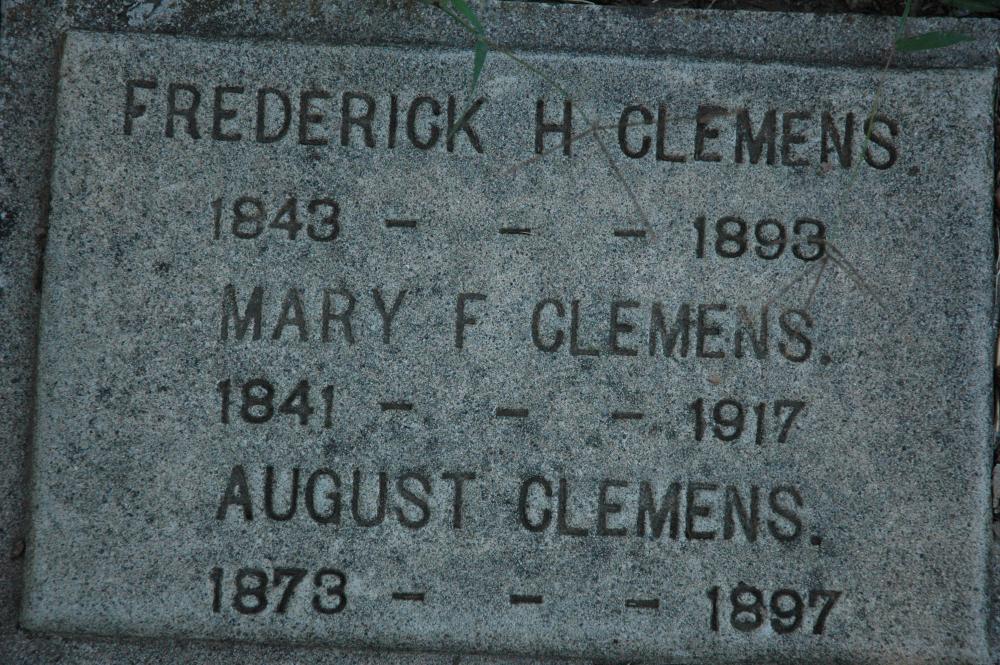 FREDERICK H CLEMENS.
1843 - - - 1893
MARY F CLEMENS.
1841 - - - 1917
AUGUST CLEMENS.
1873 - - - 1897